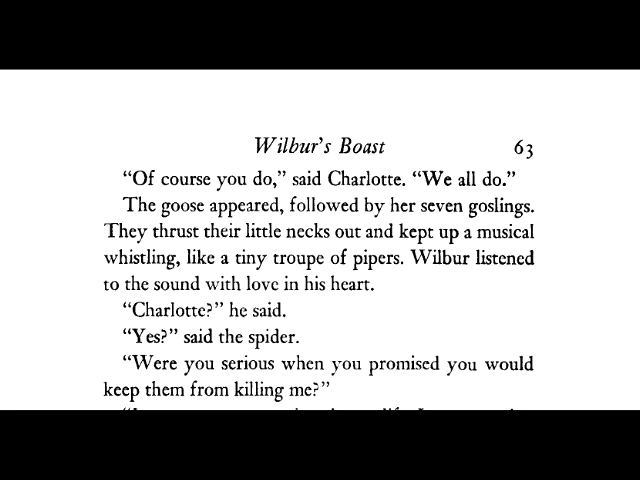 Wilbur's Boast 63
"Of course you do," said Charlotte. "We all do."
The goose appeared, followed by her seven goslings.
They thrust their little necks out and kept up a musical
whistling, like a tiny troupe of pipers. Wilbur listened
to the sound with love in his heart.
"Charlotte?" he said.
"Yes?" said the spider.
"Were you serious when you promised you would
keep them from killing me?"